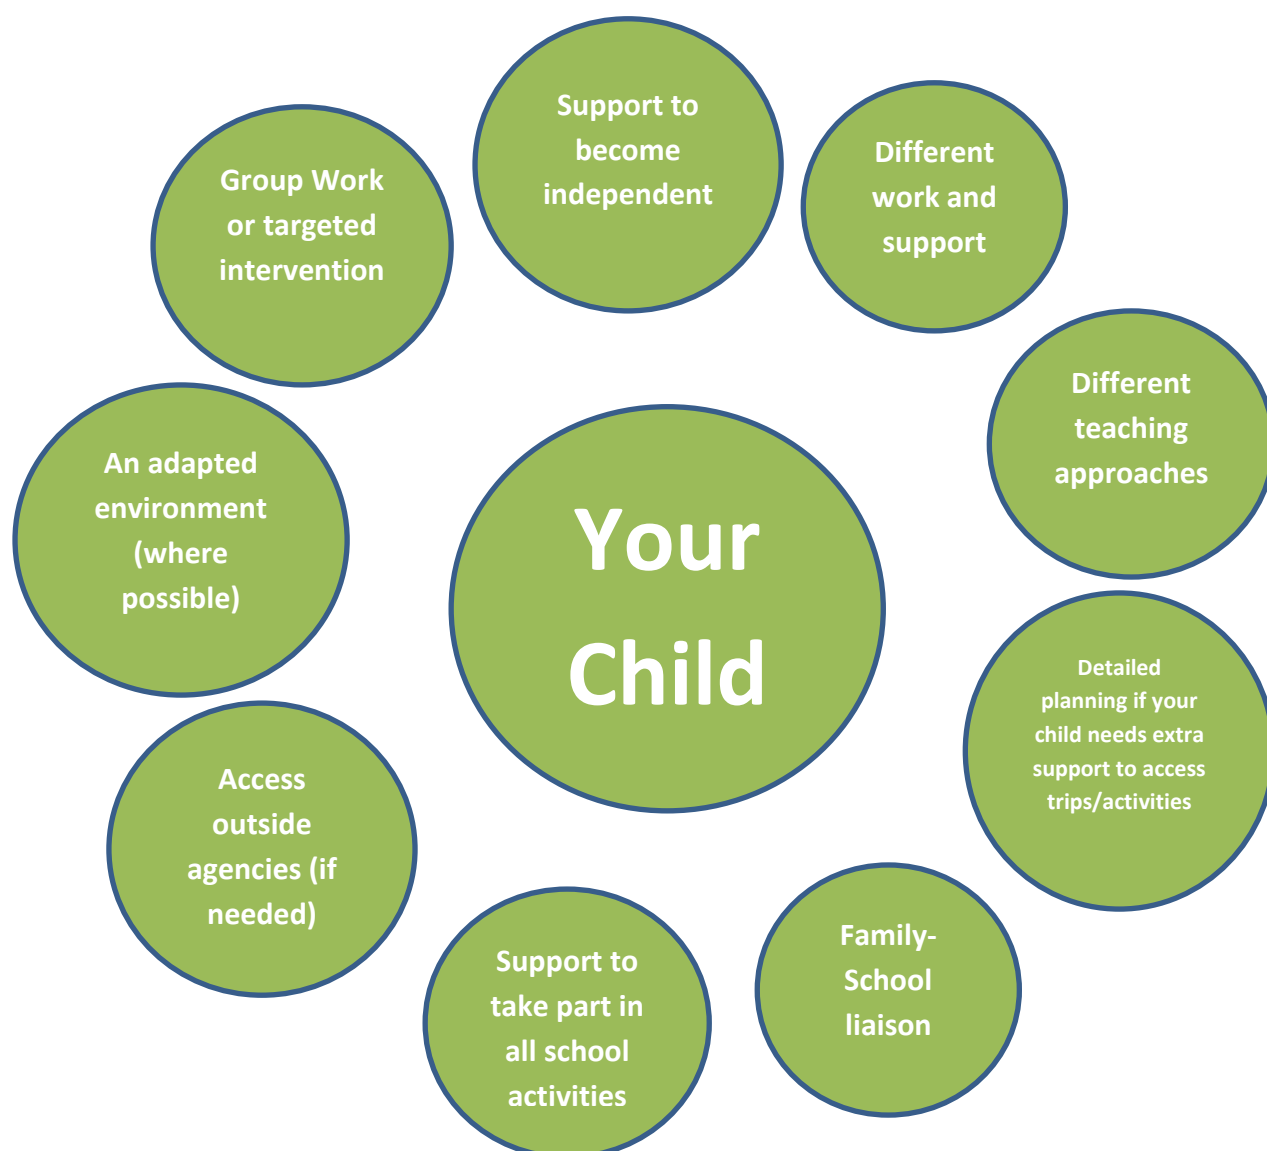 Support to
become
independent
Different
work and
support
Group Work
or targeted
intervention
Different
teaching
approaches
An adapted
environment
(where
possible)
Your
Child
Detailed
planning if your
child needs extra
support to access
trips/activities
Access
outside
agencies (if
needed)
Family-
School
liaison
Support to
take part in
all school
activities